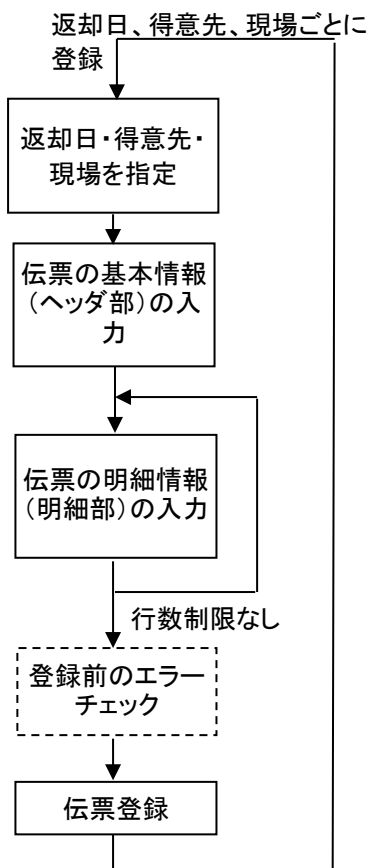 返却日、得意先、現場ごとに
登録
返却日・得意先・
現場を指定
伝票の基本情報
(ヘッダ部)の入
力
伝票の明細情報
(明細部)の入力
行数制限なし
登録前のエラー
チェック
伝票登録